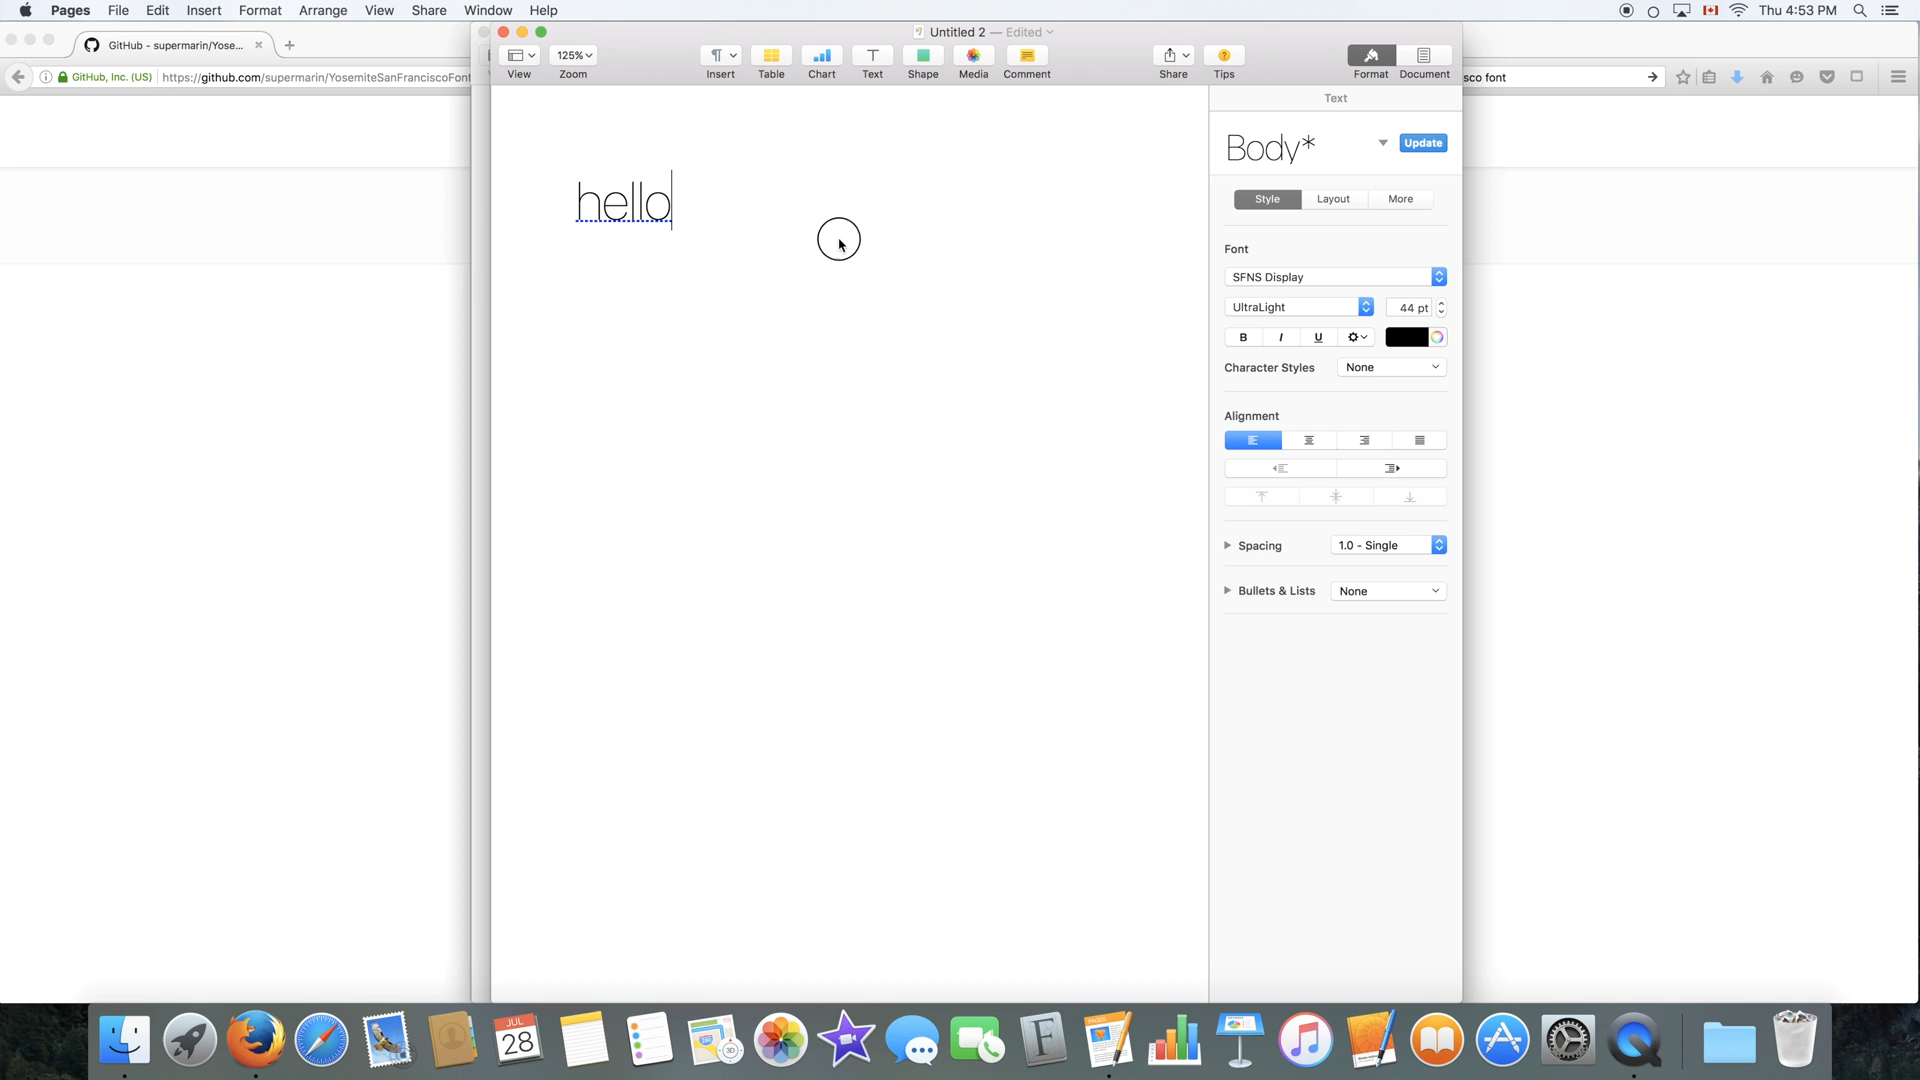 Pages File Edit Insert Format Arrange View Share Window Help Thu 4:53 PM
Untitled 2 — Edited
GitHub - supermarin/Yose...
GitHub, Inc. (US) https://github.com/supermarin/YosemiteSanFranciscoFont
sco font
125%
View Zoom Insert Table Chart Text Shape Media Comment Share Tips Format Document
Text
Body* Update
hello
Style Layout More
Font
SFNS Display
UltraLight 44 pt
B I U
Character Styles None
Alignment
Spacing 1.0 - Single
Bullets & Lists None
JUL
28